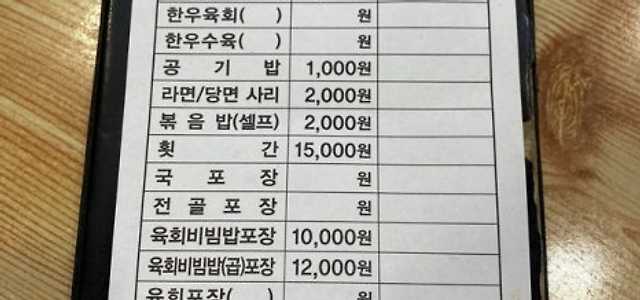 한우육회( ) 원
한우수육( ) 원
공 기 밥 1,000원
라면/당면 사리 2,000원
볶 음 밥(셀프) 2,000원
횟 간 15,000원
국 포 장 원
전 골 포 장 원
육회비빔밥포장 10,000원
육회비빔밥(곱)포장 12,000원
육회포장( ) 원